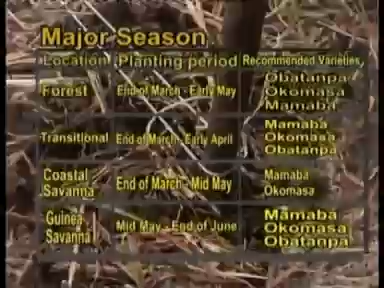 Major Season
Location Planting period Recommended Varieties
Forest End of March - Early May Obatanpa
Okomasa
Mamaba
Transitional End of March - Early April Mamaba
Okomasa
Obatanpa
Coastal Savanna End of March - Mid May Mamaba
Okomasa
Guinea Savanna Mid May - End of June Mamaba
Okomasa
Obatanpa